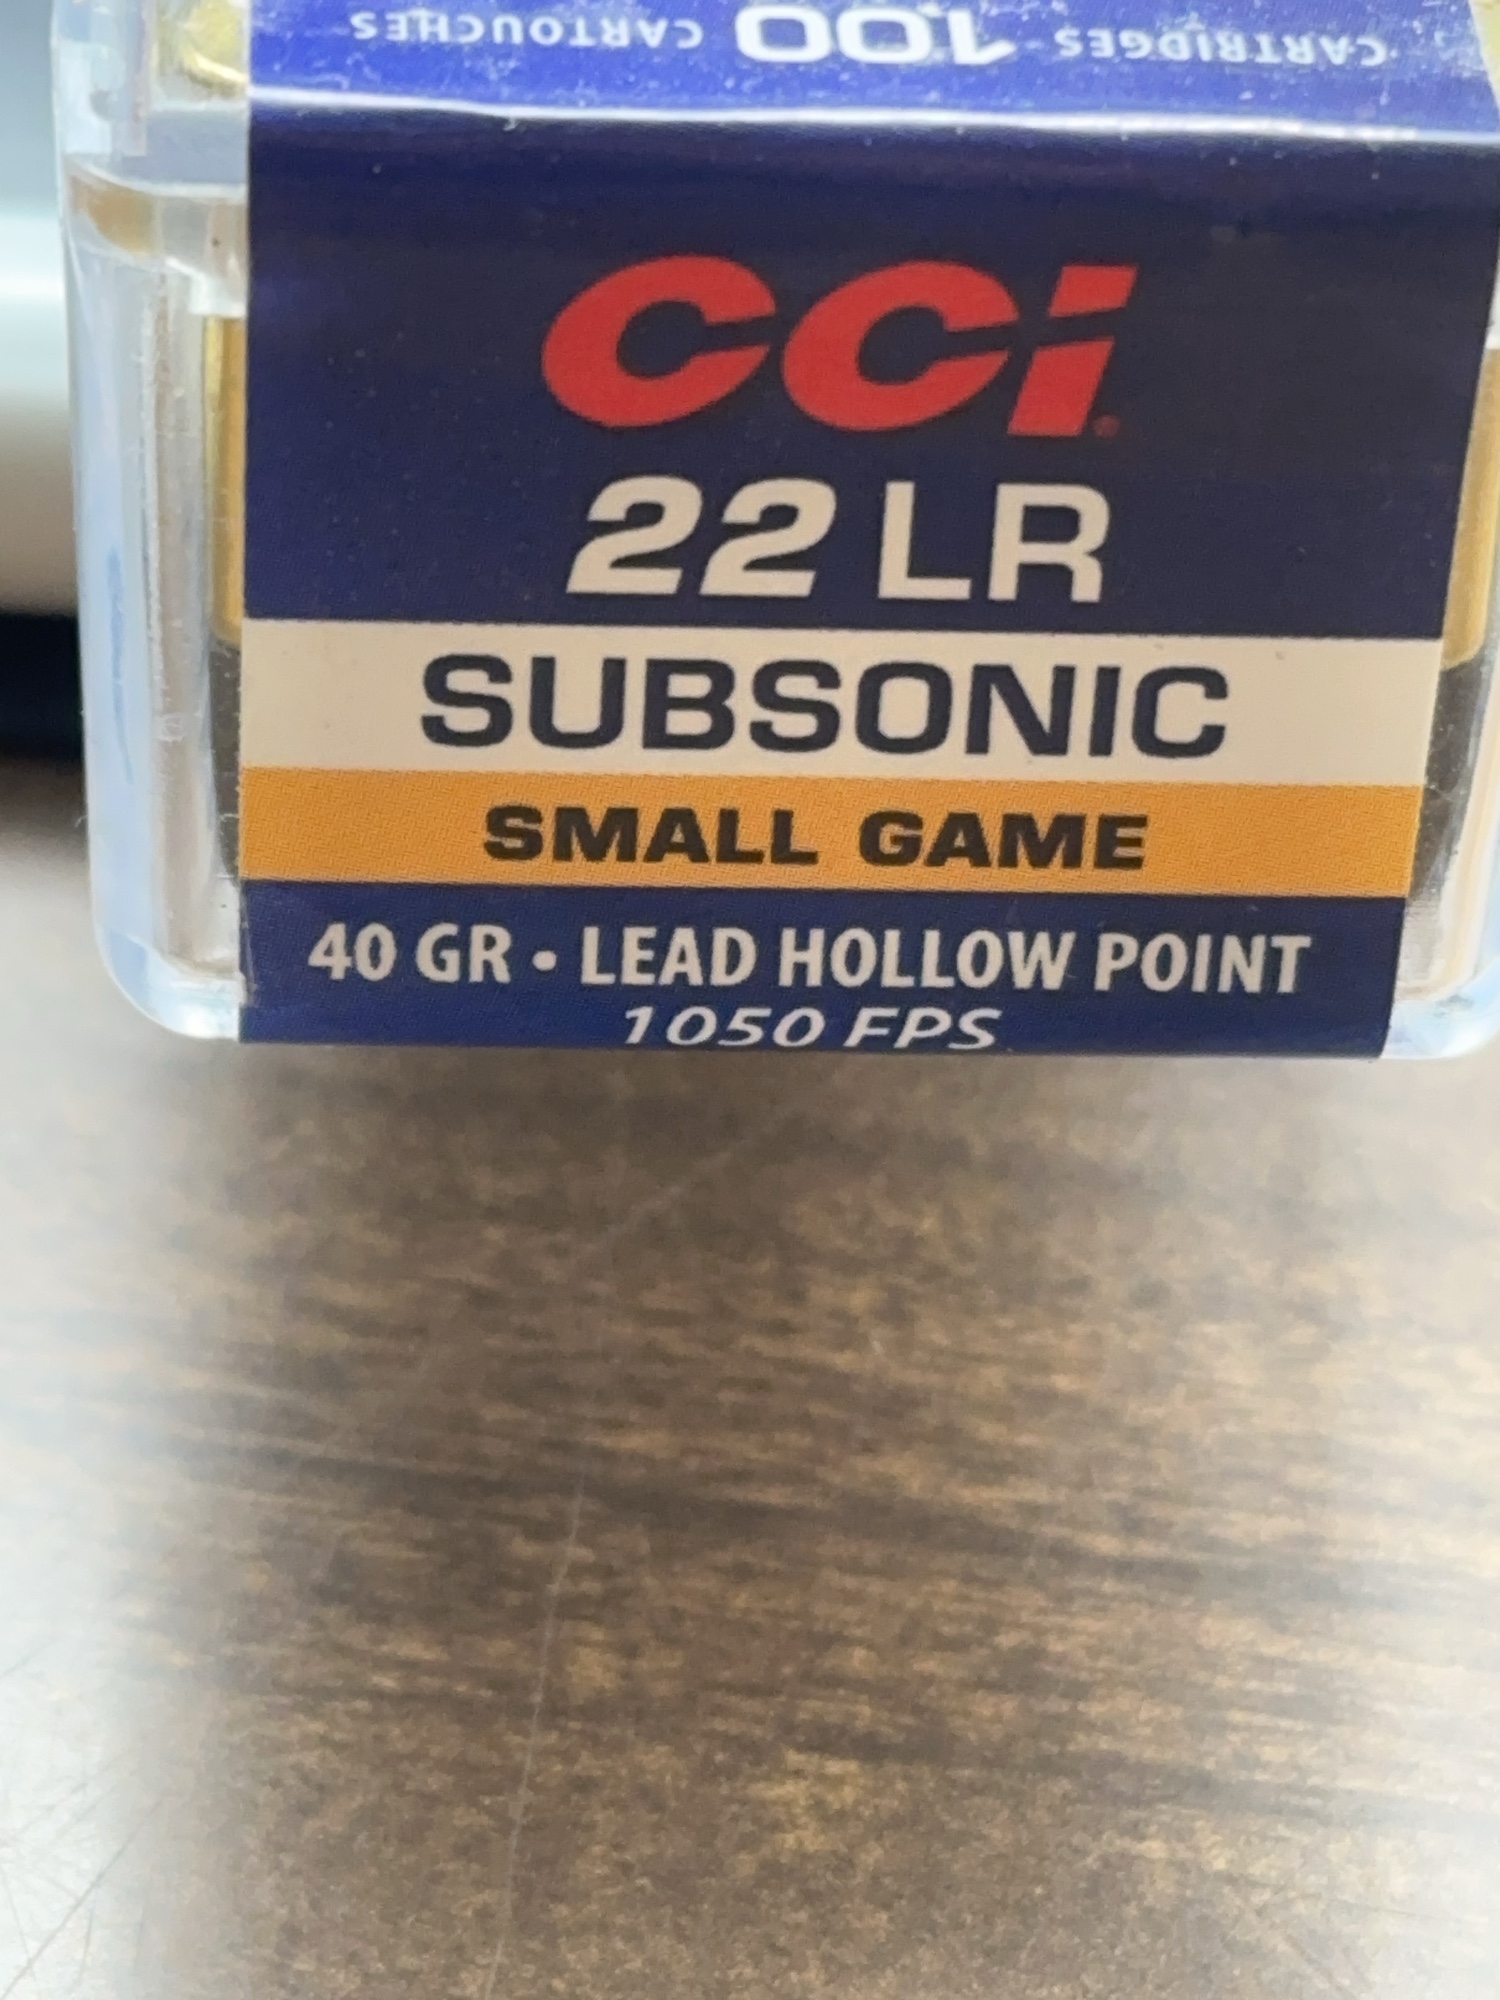 CARTRIDGES 100 CARTOUCHES
CCi
22 LR
SUBSONIC
SMALL GAME
40 GR • LEAD HOLLOW POINT
1050 FPS